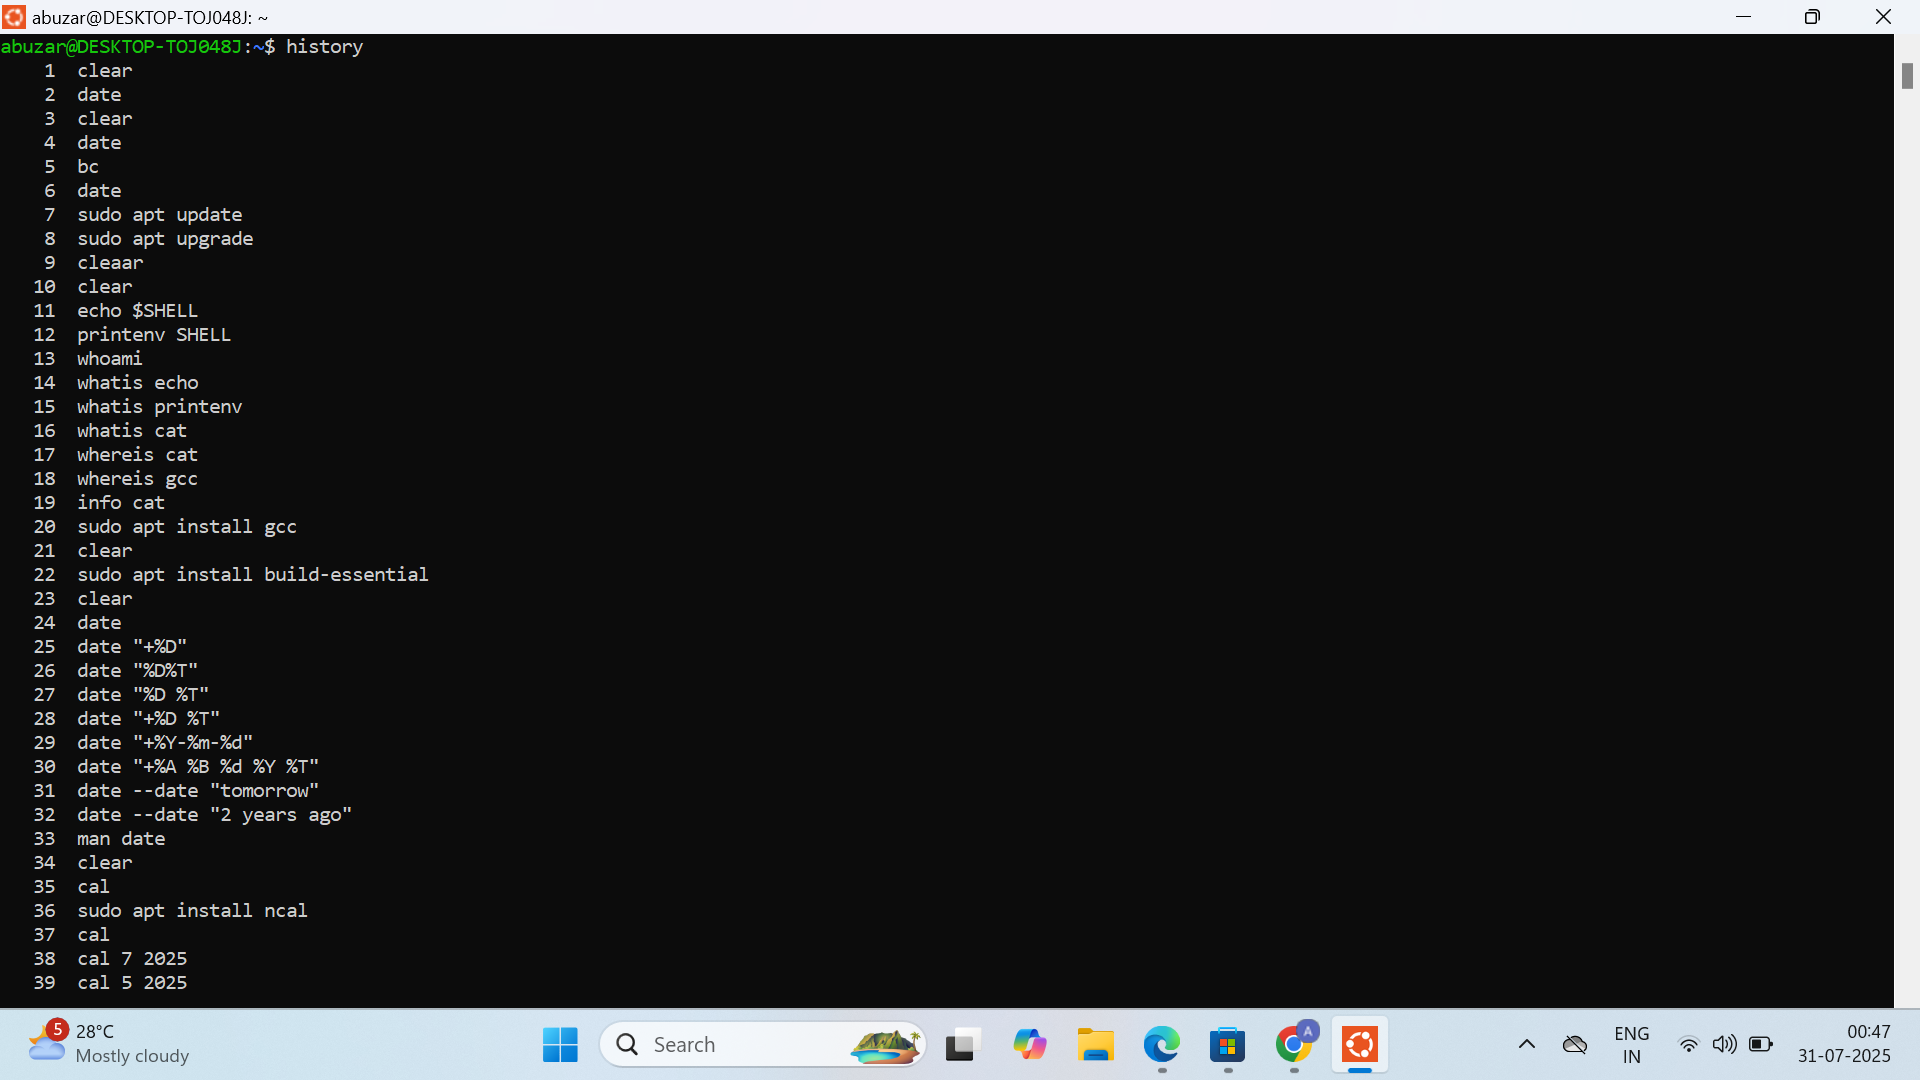 abuzar@DESKTOP-TOJ048J: ~
abuzar@DESKTOP-TOJ048J:~$ history
1 clear
2 date
3 clear
4 date
5 bc
6 date
7 sudo apt update
8 sudo apt upgrade
9 cleaar
10 clear
11 echo $SHELL
12 printenv SHELL
13 whoami
14 whatis echo
15 whatis printenv
16 whatis cat
17 whereis cat
18 whereis gcc
19 info cat
20 sudo apt install gcc
21 clear
22 sudo apt install build-essential
23 clear
24 date
25 date "+%D"
26 date "%D%T"
27 date "%D %T"
28 date "+%D %T"
29 date "+%Y-%m-%d"
30 date "+%A %B %d %Y %T"
31 date --date "tomorrow"
32 date --date "2 years ago"
33 man date
34 clear
35 cal
36 sudo apt install ncal
37 cal
38 cal 7 2025
39 cal 5 2025
5 28°C
Mostly cloudy
Search
A
ENG
IN
00:47
31-07-2025